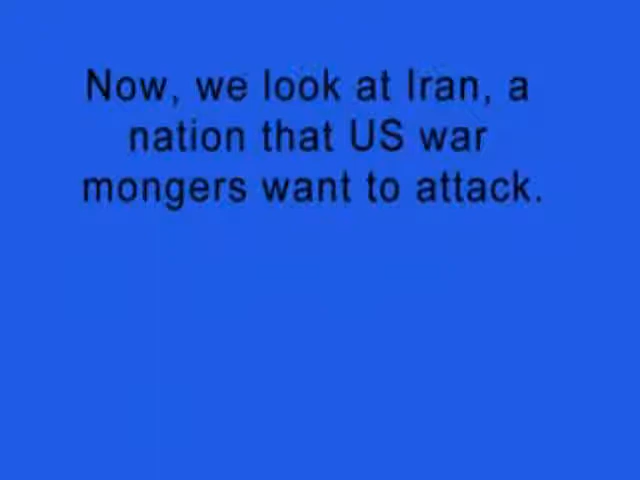 Now, we look at Iran, a
nation that US war
mongers want to attack.